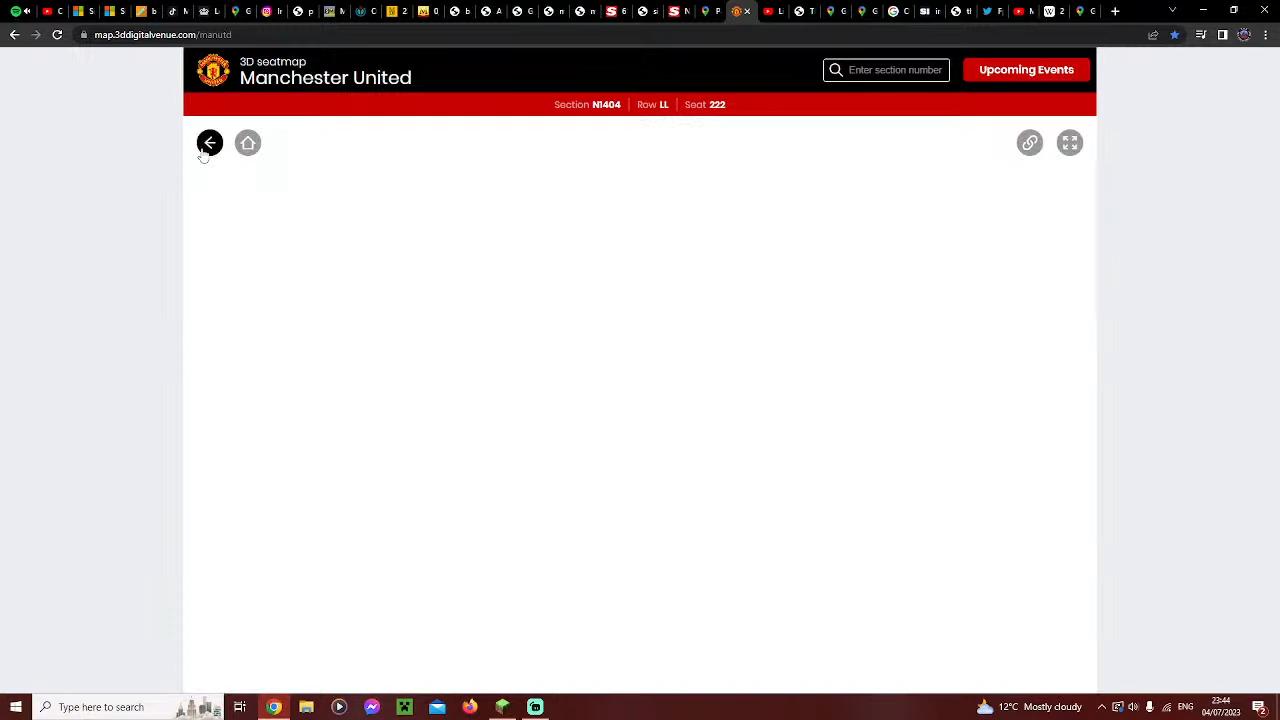 map.3ddigitalvenue.com/manutd
3D seatmap
Manchester United
Enter section number
Upcoming Events
Section N1404 Row LL Seat 222
Type here to search
12°C Mostly cloudy
ENG
23:44
04/07/2023